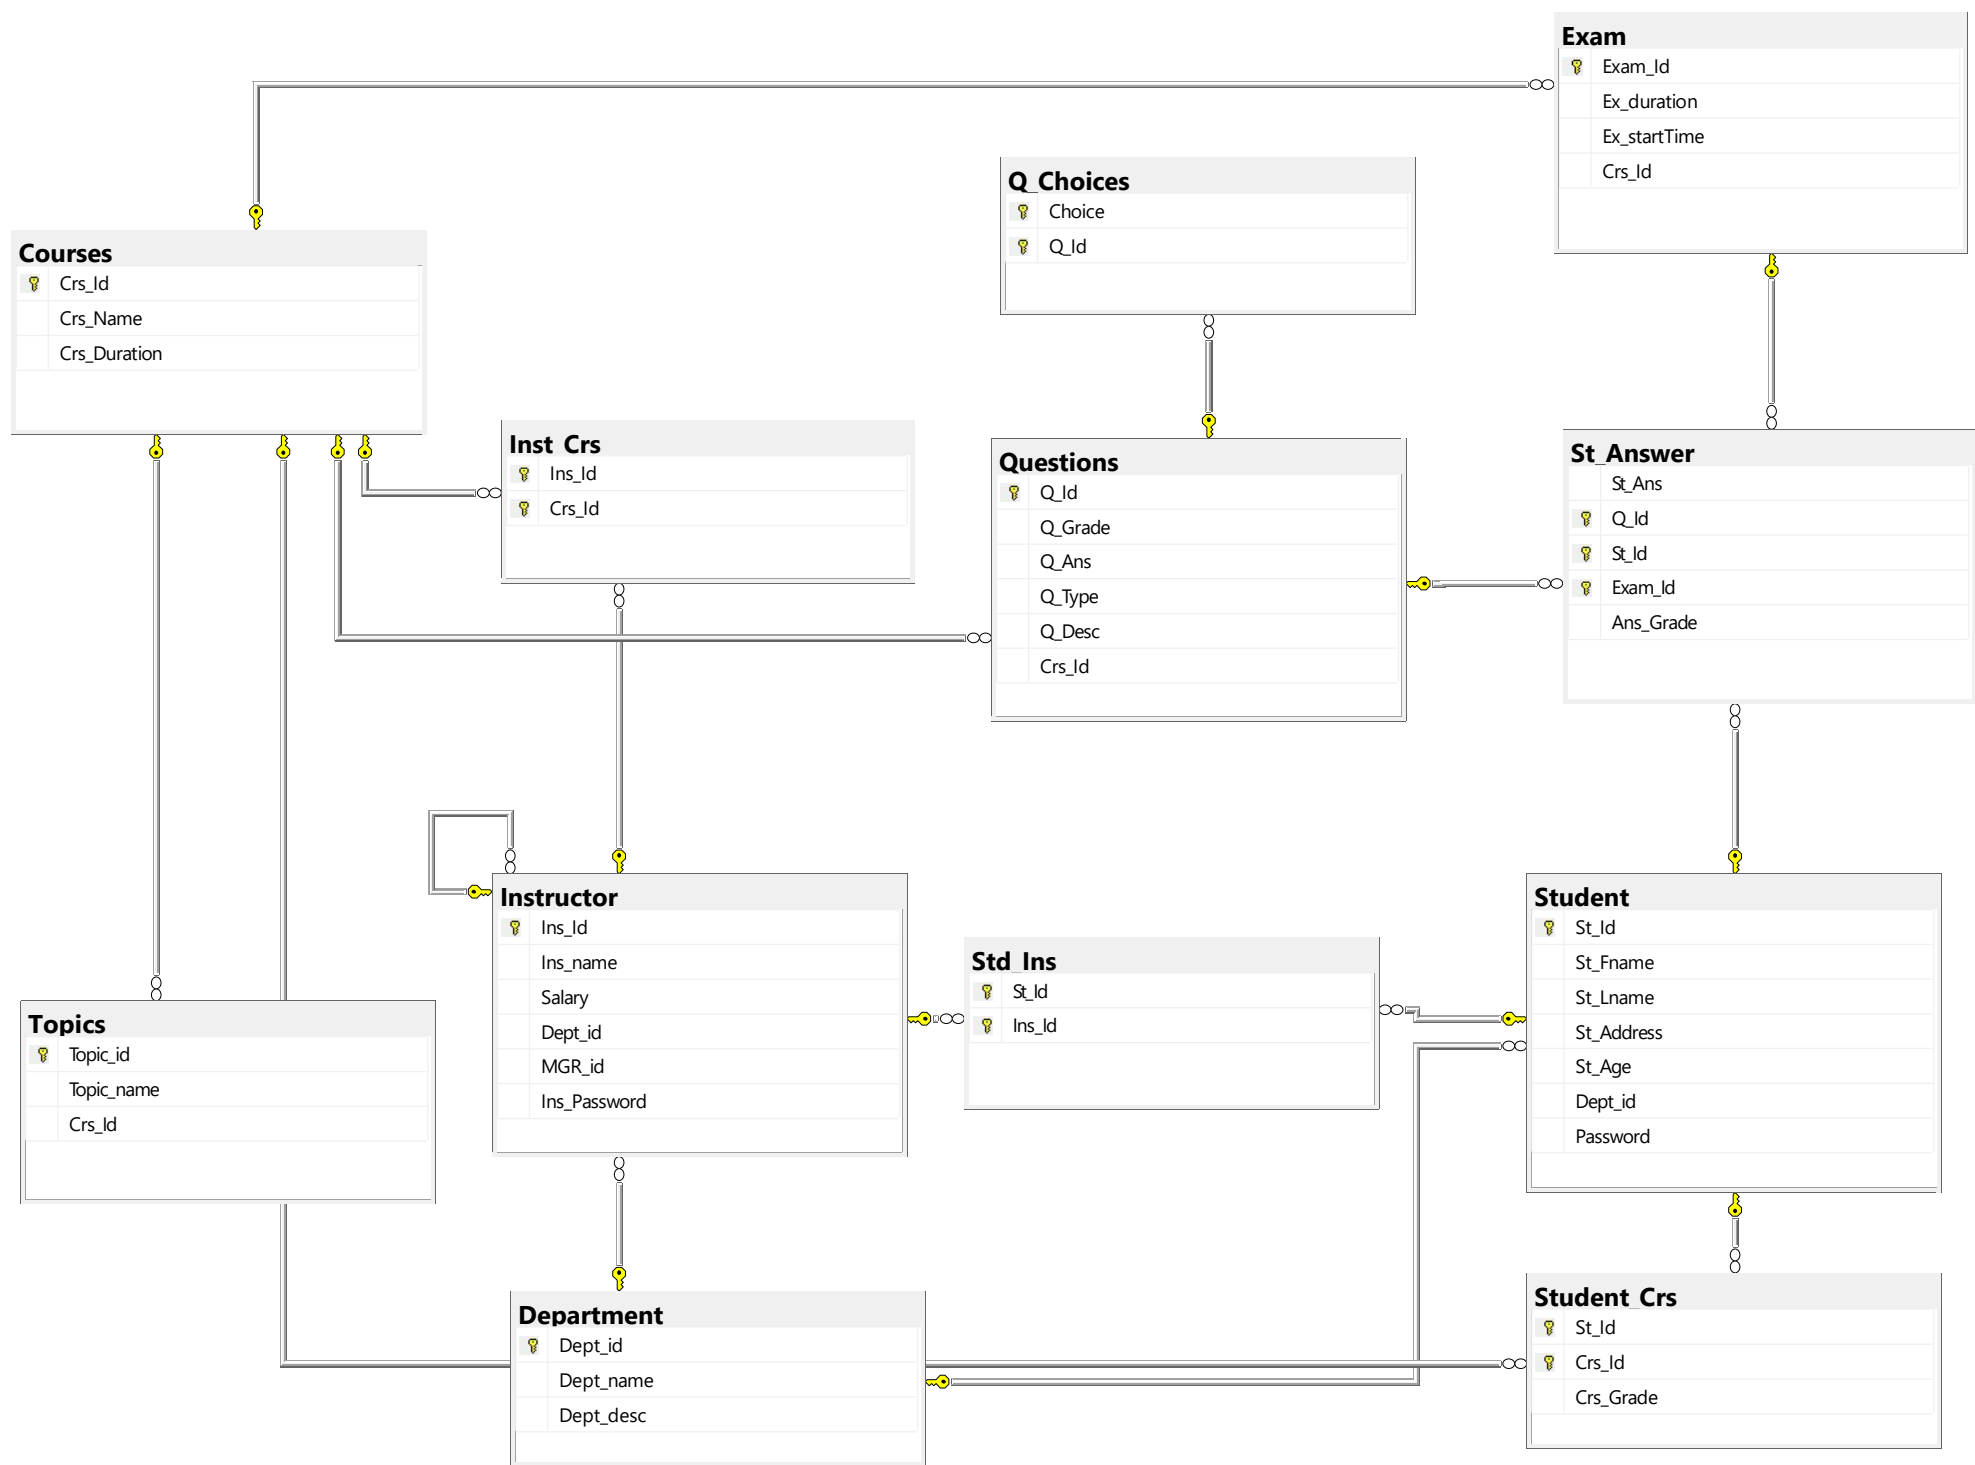 Exam
Exam_Id
Ex_duration
Ex_startTime
Crs_Id
Q_Choices
Choice
Q_Id
Courses
Crs_Id
Crs_Name
Crs_Duration
Inst_Crs
Ins_Id
Crs_Id
Questions
Q_Id
Q_Grade
Q_Ans
Q_Type
Q_Desc
Crs_Id
St_Answer
St_Ans
Q_Id
St_Id
Exam_Id
Ans_Grade
Instructor
Ins_Id
Ins_name
Salary
Dept_id
MGR_id
Ins_Password
Std_Ins
St_Id
Ins_Id
Student
St_Id
St_Fname
St_Lname
St_Address
St_Age
Dept_id
Password
Topics
Topic_id
Topic_name
Crs_Id
Department
Dept_id
Dept_name
Dept_desc
Student_Crs
St_Id
Crs_Id
Crs_Grade